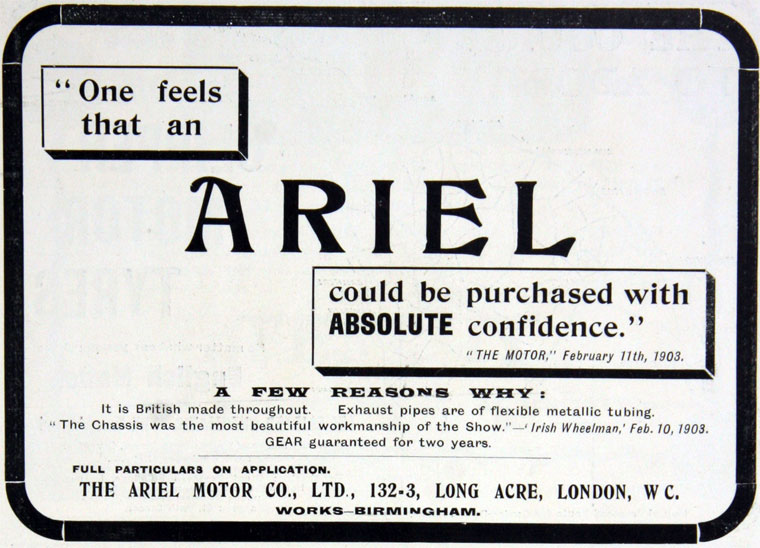 “One feels
that an
ARIEL
could be purchased with
ABSOLUTE confidence.”
“THE MOTOR,” February 11th, 1903.
A FEW REASONS WHY:
It is British made throughout. Exhaust pipes are of flexible metallic tubing.
“The Chassis was the most beautiful workmanship of the Show.”—‘Irish Wheelman,’ Feb. 10, 1903.
GEAR guaranteed for two years.
FULL PARTICULARS ON APPLICATION.
THE ARIEL MOTOR CO., LTD., 132-3, LONG ACRE, LONDON, W C.
WORKS—BIRMINGHAM.